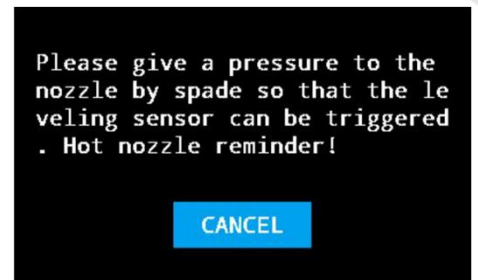 Please give a pressure to the
nozzle by spade so that the le
veling sensor can be triggered
. Hot nozzle reminder!
CANCEL